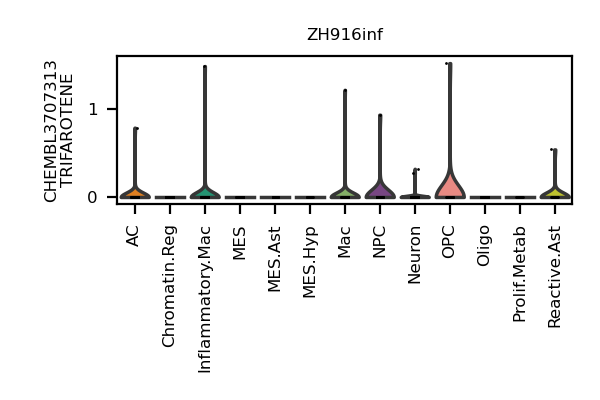 ZH916inf
CHEMBL3707313
TRIFAROTENE
1
0
AC
Chromatin.Reg
Inflammatory.Mac
MES
MES.Ast
MES.Hyp
Mac
NPC
Neuron
OPC
Oligo
Prolif.Metab
Reactive.Ast